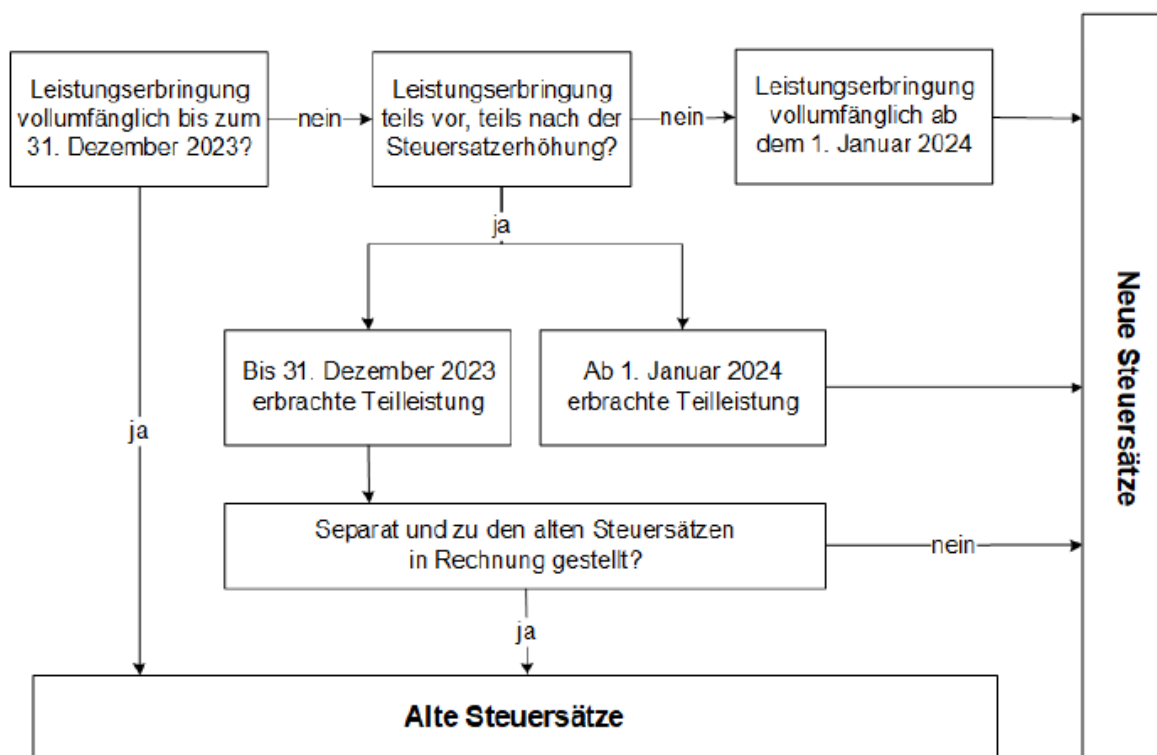 Leistungserbringung
vollumfänglich bis zum
31. Dezember 2023?
nein
Leistungserbringung
teils vor, teils nach der
Steuersatzerhöhung?
nein
Leistungserbringung
vollumfänglich ab
dem 1. Januar 2024
ja
Bis 31. Dezember 2023
erbrachte Teilleistung
Ab 1. Januar 2024
erbrachte Teilleistung
ja
Separat und zu den alten Steuersätzen
in Rechnung gestellt?
nein
ja
Alte Steuersätze
Neue Steuersätze